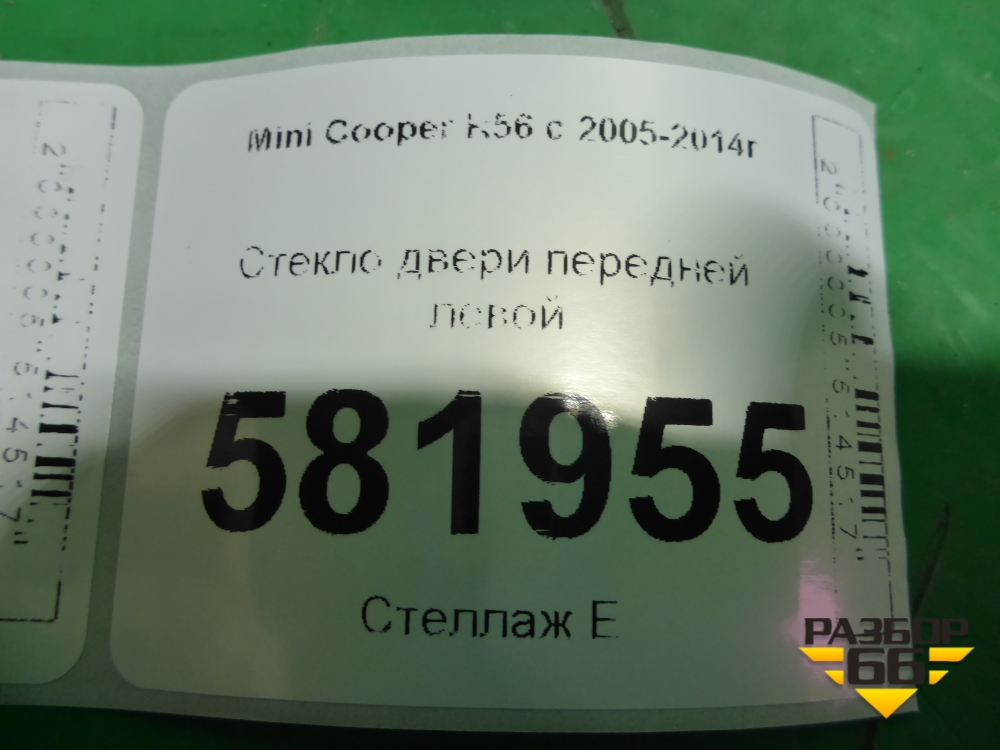 Mini Cooper R56 с 2005-2014г
Стекло двери передней
левой
581955
Стеллаж Е
РАЗБОР
66